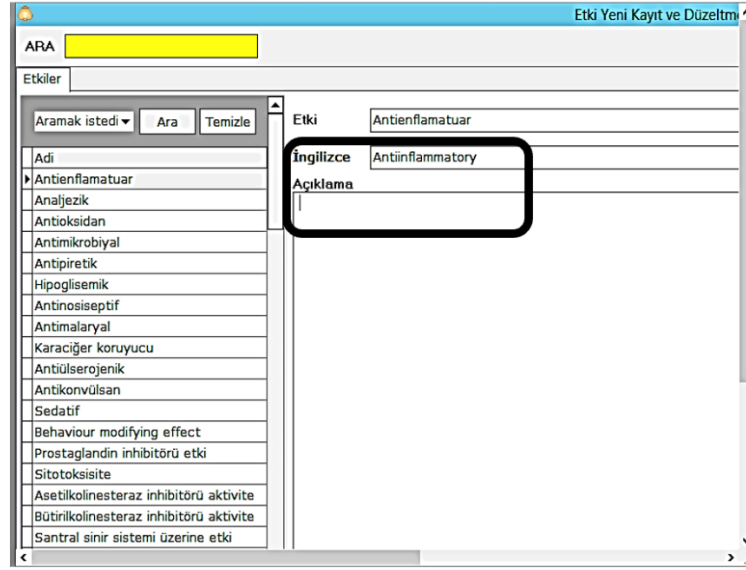 Etki Yeni Kayıt ve Düzeltm
ARA
Etkiler
Aramak istedi Ara Temizle
Etki Antienflamatuar
İngilizce Antiinflammatory
Açıklama
Adi
Antienflamatuar
Analjezik
Antioksidan
Antimikrobiyal
Antipiretik
Hipoglisemik
Antinosiseptif
Antimalaryal
Karaciğer koruyucu
Antiülserojenik
Antikonvülsan
Sedatif
Behaviour modifying effect
Prostaglandin inhibitörü etki
Sitotoksisite
Asetilkolinesteraz inhibitörü aktivite
Bütirilkolinesteraz inhibitörü aktivite
Santral sinir sistemi üzerine etki